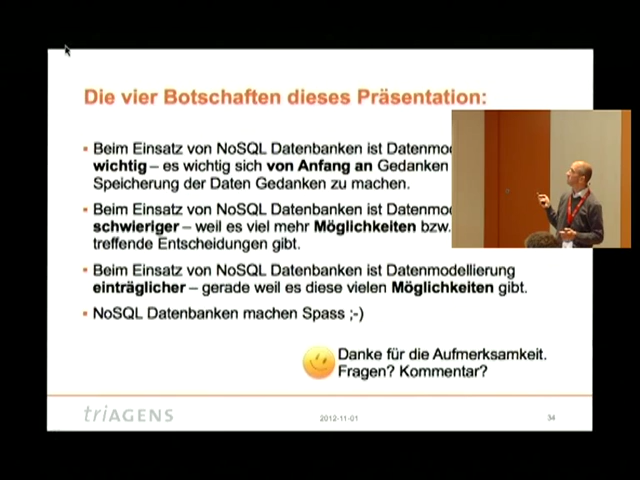 Die vier Botschaften dieses Präsentation:
Beim Einsatz von NoSQL Datenbanken ist
wichtig – es wichtig sich von Anfang an Gedanken
Speicherung der Daten Gedanken zu machen.
Beim Einsatz von NoSQL Datenbanken ist
schwieriger – weil es viel mehr Möglichkeiten bzw.
treffende Entscheidungen gibt.
Beim Einsatz von NoSQL Datenbanken ist Datenmodellierung
einträglicher – gerade weil es diese vielen Möglichkeiten gibt.
NoSQL Datenbanken machen Spass ;-)
Danke für die Aufmerksamkeit.
Fragen? Kommentar?
triAGENS
2012-11-01
34